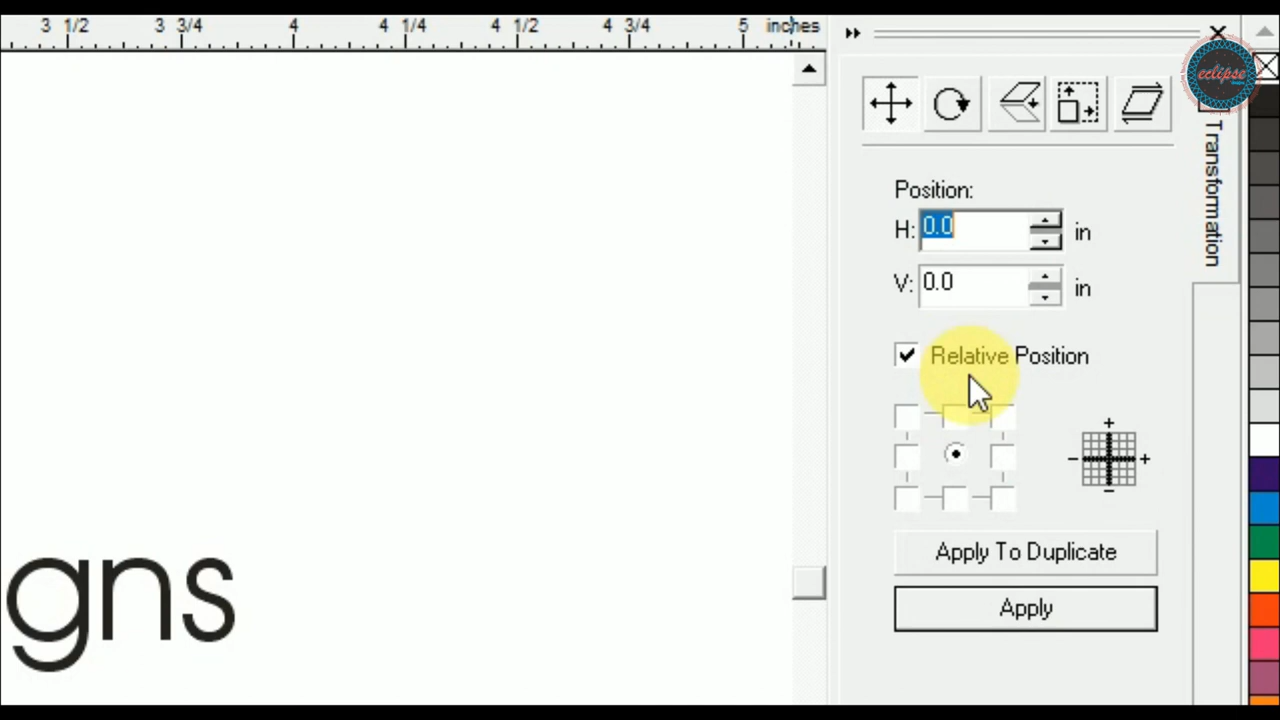 3 1/2 3 3/4 4 4 1/4 4 1/2 4 3/4 5 inches
eclipse
Transformation
Position:
H: 0.0 in
V: 0.0 in
Relative Position
+
− +
−
Apply To Duplicate
Apply
gns